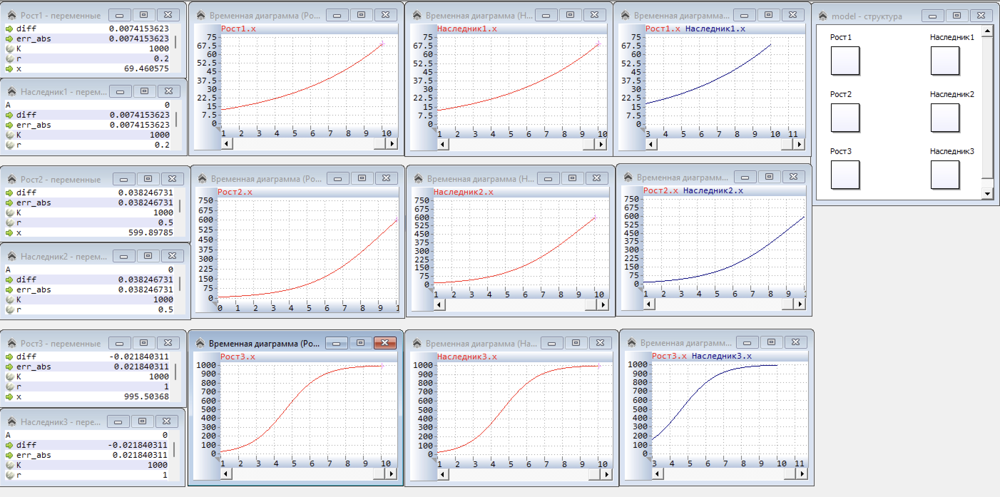 Рост1 - переменные
diff 0.0074153623
err_abs 0.0074153623
K 1000
r 0.2
x 69.460575
Наследник1 - перем...
A 0
diff 0.0074153623
err_abs 0.0074153623
K 1000
r 0.2
Временная диаграмма (Ро...
Рост1.x
75
67.5
60
52.5
45
37.5
30
22.5
15
7.5
0
1 2 3 4 5 6 7 8 9 10
Временная диаграмма (Н...
Наследник1.x
75
67.5
60
52.5
45
37.5
30
22.5
15
7.5
0
1 2 3 4 5 6 7 8 9 10
Временная диаграмма...
Рост1.x Наследник1.x
75
67.5
60
52.5
45
37.5
30
22.5
15
7.5
0
3 4 5 6 7 8 9 10 11
model - структура
Рост1 Наследник1
Рост2 Наследник2
Рост3 Наследник3
Рост2 - переменные
diff 0.038246731
err_abs 0.038246731
K 1000
r 0.5
x 599.89785
Наследник2 - перем...
A 0
diff 0.038246731
err_abs 0.038246731
K 1000
r 0.5
Временная диаграмма (Ро...
Рост2.x
750
675
600
525
450
375
300
225
150
75
0
0 1 2 3 4 5 6 7 8 9 1
Временная диаграмма (Н...
Наследник2.x
750
675
600
525
450
375
300
225
150
75
0
1 2 3 4 5 6 7 8 9 10
Временная диаграмм...
Рост2.x Наследник2.x
750
675
600
525
450
375
300
225
150
75
0
1 2 3 4 5 6 7 8 9 1
Рост3 - переменные
diff -0.021840311
err_abs 0.021840311
K 1000
r 1
x 995.50368
Наследник3 - пере...
A 0
diff -0.021840311
err_abs 0.021840311
K 1000
r 1
Временная диаграмма (Ро...
Рост3.x
1000
900
800
700
600
500
400
300
200
100
0
1 2 3 4 5 6 7 8 9 10
Временная диаграмма (На...
Наследник3.x
1000
900
800
700
600
500
400
300
200
100
0
1 2 3 4 5 6 7 8 9 10
Временная диаграмм...
Рост3.x Наследник3.x
1000
900
800
700
600
500
400
300
200
100
0
3 4 5 6 7 8 9 10 11